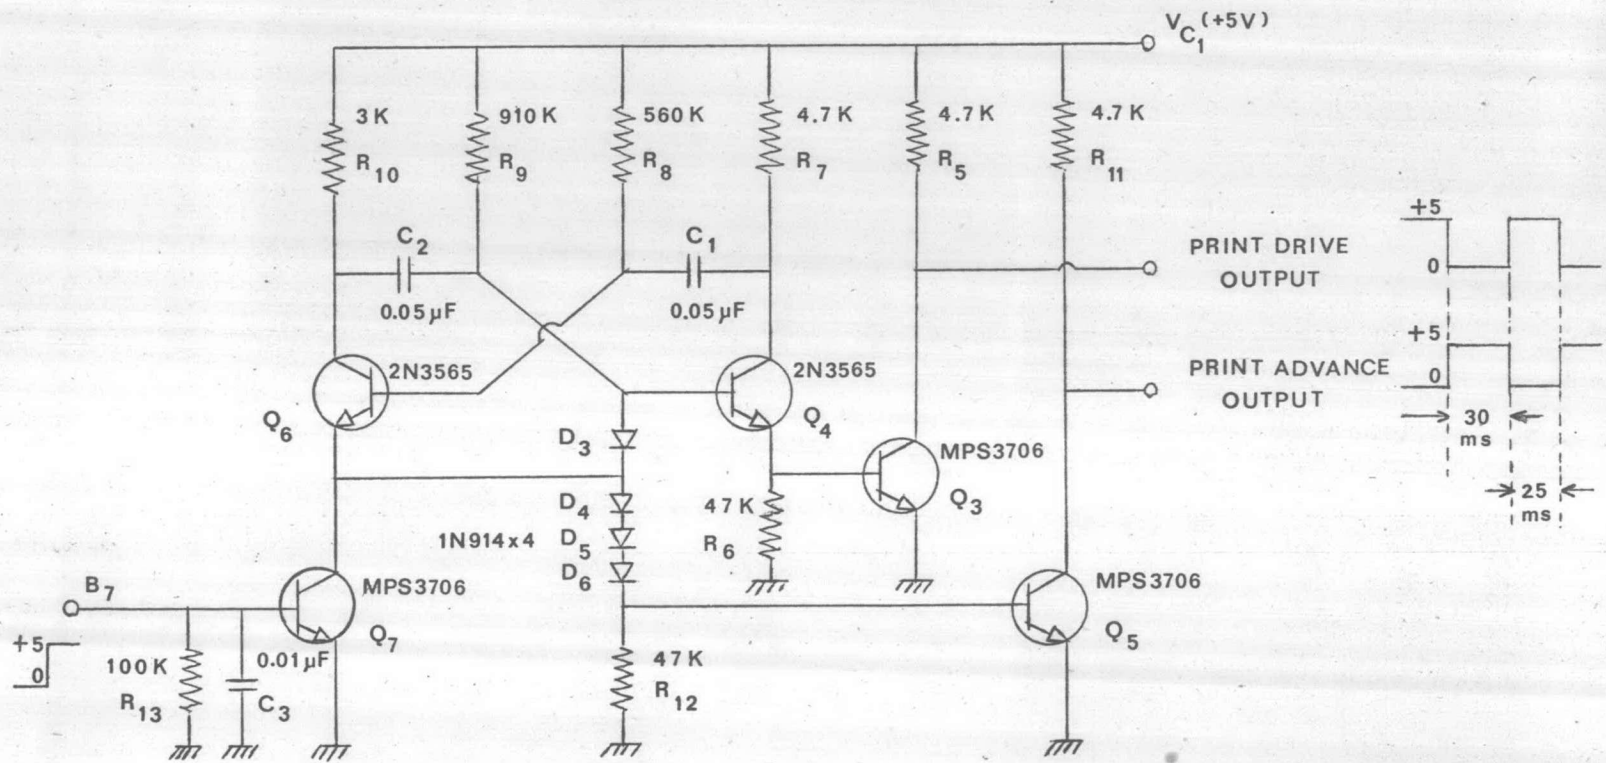 V C1 (+5V)
3K
R10
910K
R9
560K
R8
4.7K
R7
4.7K
R5
4.7K
R11
C2
0.05µF
C1
0.05µF
PRINT DRIVE
OUTPUT
+5
0
PRINT ADVANCE
OUTPUT
+5
0
30
ms
25
ms
2N3565
Q6
2N3565
Q4
D3
D4
D5
D6
1N914x4
47K
R6
MPS3706
Q3
B7
+5
0
100K
R13
0.01µF
C3
MPS3706
Q7
47K
R12
MPS3706
Q5